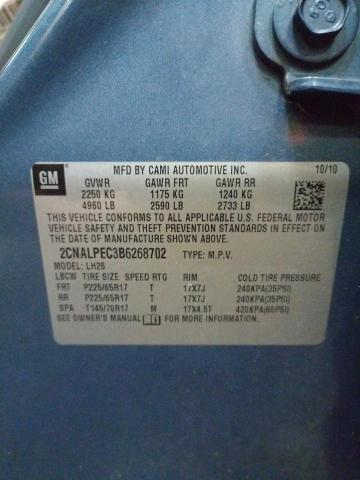 GM
MFD BY CAMI AUTOMOTIVE INC. 10/10
GVWR GAWR FRT GAWR RR
2250 KG 1175 KG 1240 KG
4960 LB 2590 LB 2733 LB
THIS VEHICLE CONFORMS TO ALL APPLICABLE U.S. FEDERAL MOTOR
VEHICLE SAFETY AND THEFT PREVENTION STANDARDS IN EFFECT ON
THE DATE OF MANUFACTURE SHOWN ABOVE.
2CNALPEC3B6268702 TYPE: M.P.V.
MODEL: LH26
LBCW TIRE SIZE SPEED RTG RIM COLD TIRE PRESSURE
FRT P225/65R17 T 17X7J 240KPA(35PSI)
RR P225/65R17 T 17X7J 240KPA(35PSI)
SPA T145/70R17 M 17X4.5T 420KPA(60PSI)
SEE OWNER'S MANUAL FOR MORE INFORMATION.